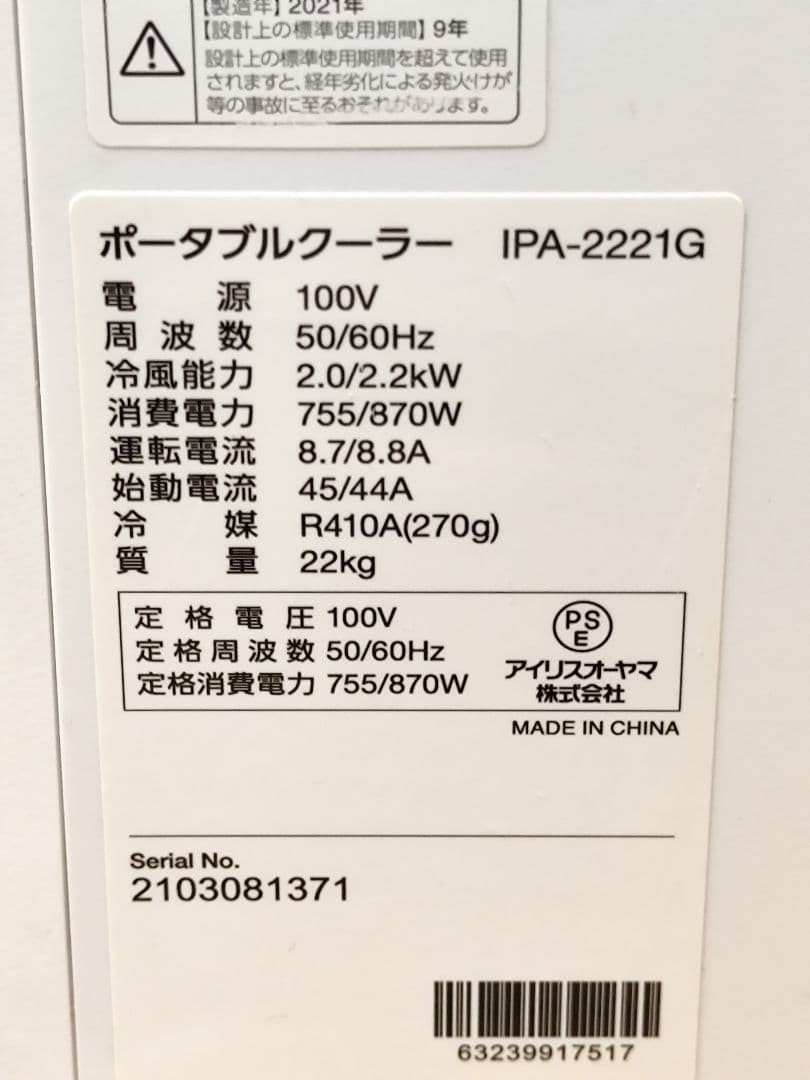 【製造年】2021年
【設計上の標準使用期間】9年
設計上の標準使用期間を超えて使用
されますと、経年劣化による発火・けが
等の事故に至るおそれがあります。
ポータブルクーラー IPA-2221G
電源 100V
周波数 50/60Hz
冷風能力 2.0/2.2kW
消費電力 755/870W
運転電流 8.7/8.8A
始動電流 45/44A
冷媒 R410A(270g)
質量 22kg
定格電圧 100V
定格周波数 50/60Hz
定格消費電力 755/870W
PS
E
アイリスオーヤマ
株式会社
MADE IN CHINA
Serial No.
2103081371
63239917517